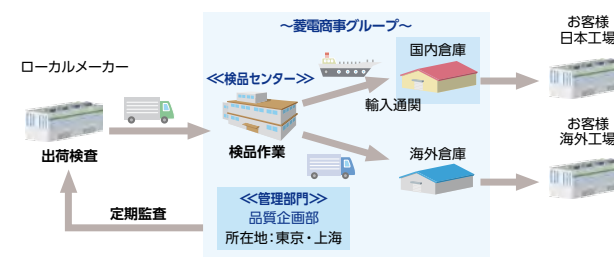 ～菱電商事グループ～
お客様
日本工場
国内倉庫
ローカルメーカー
≪検品センター≫
輸入通関
お客様
海外工場
出荷検査
検品作業
海外倉庫
≪管理部門≫
品質企画部
所在地：東京・上海
定期監査